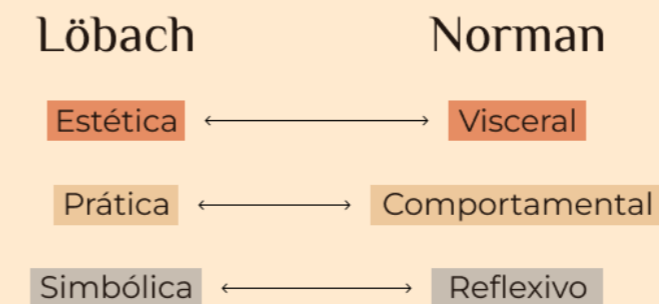 Löbach Norman
Estética Visceral
Prática Comportamental
Simbólica Reflexivo